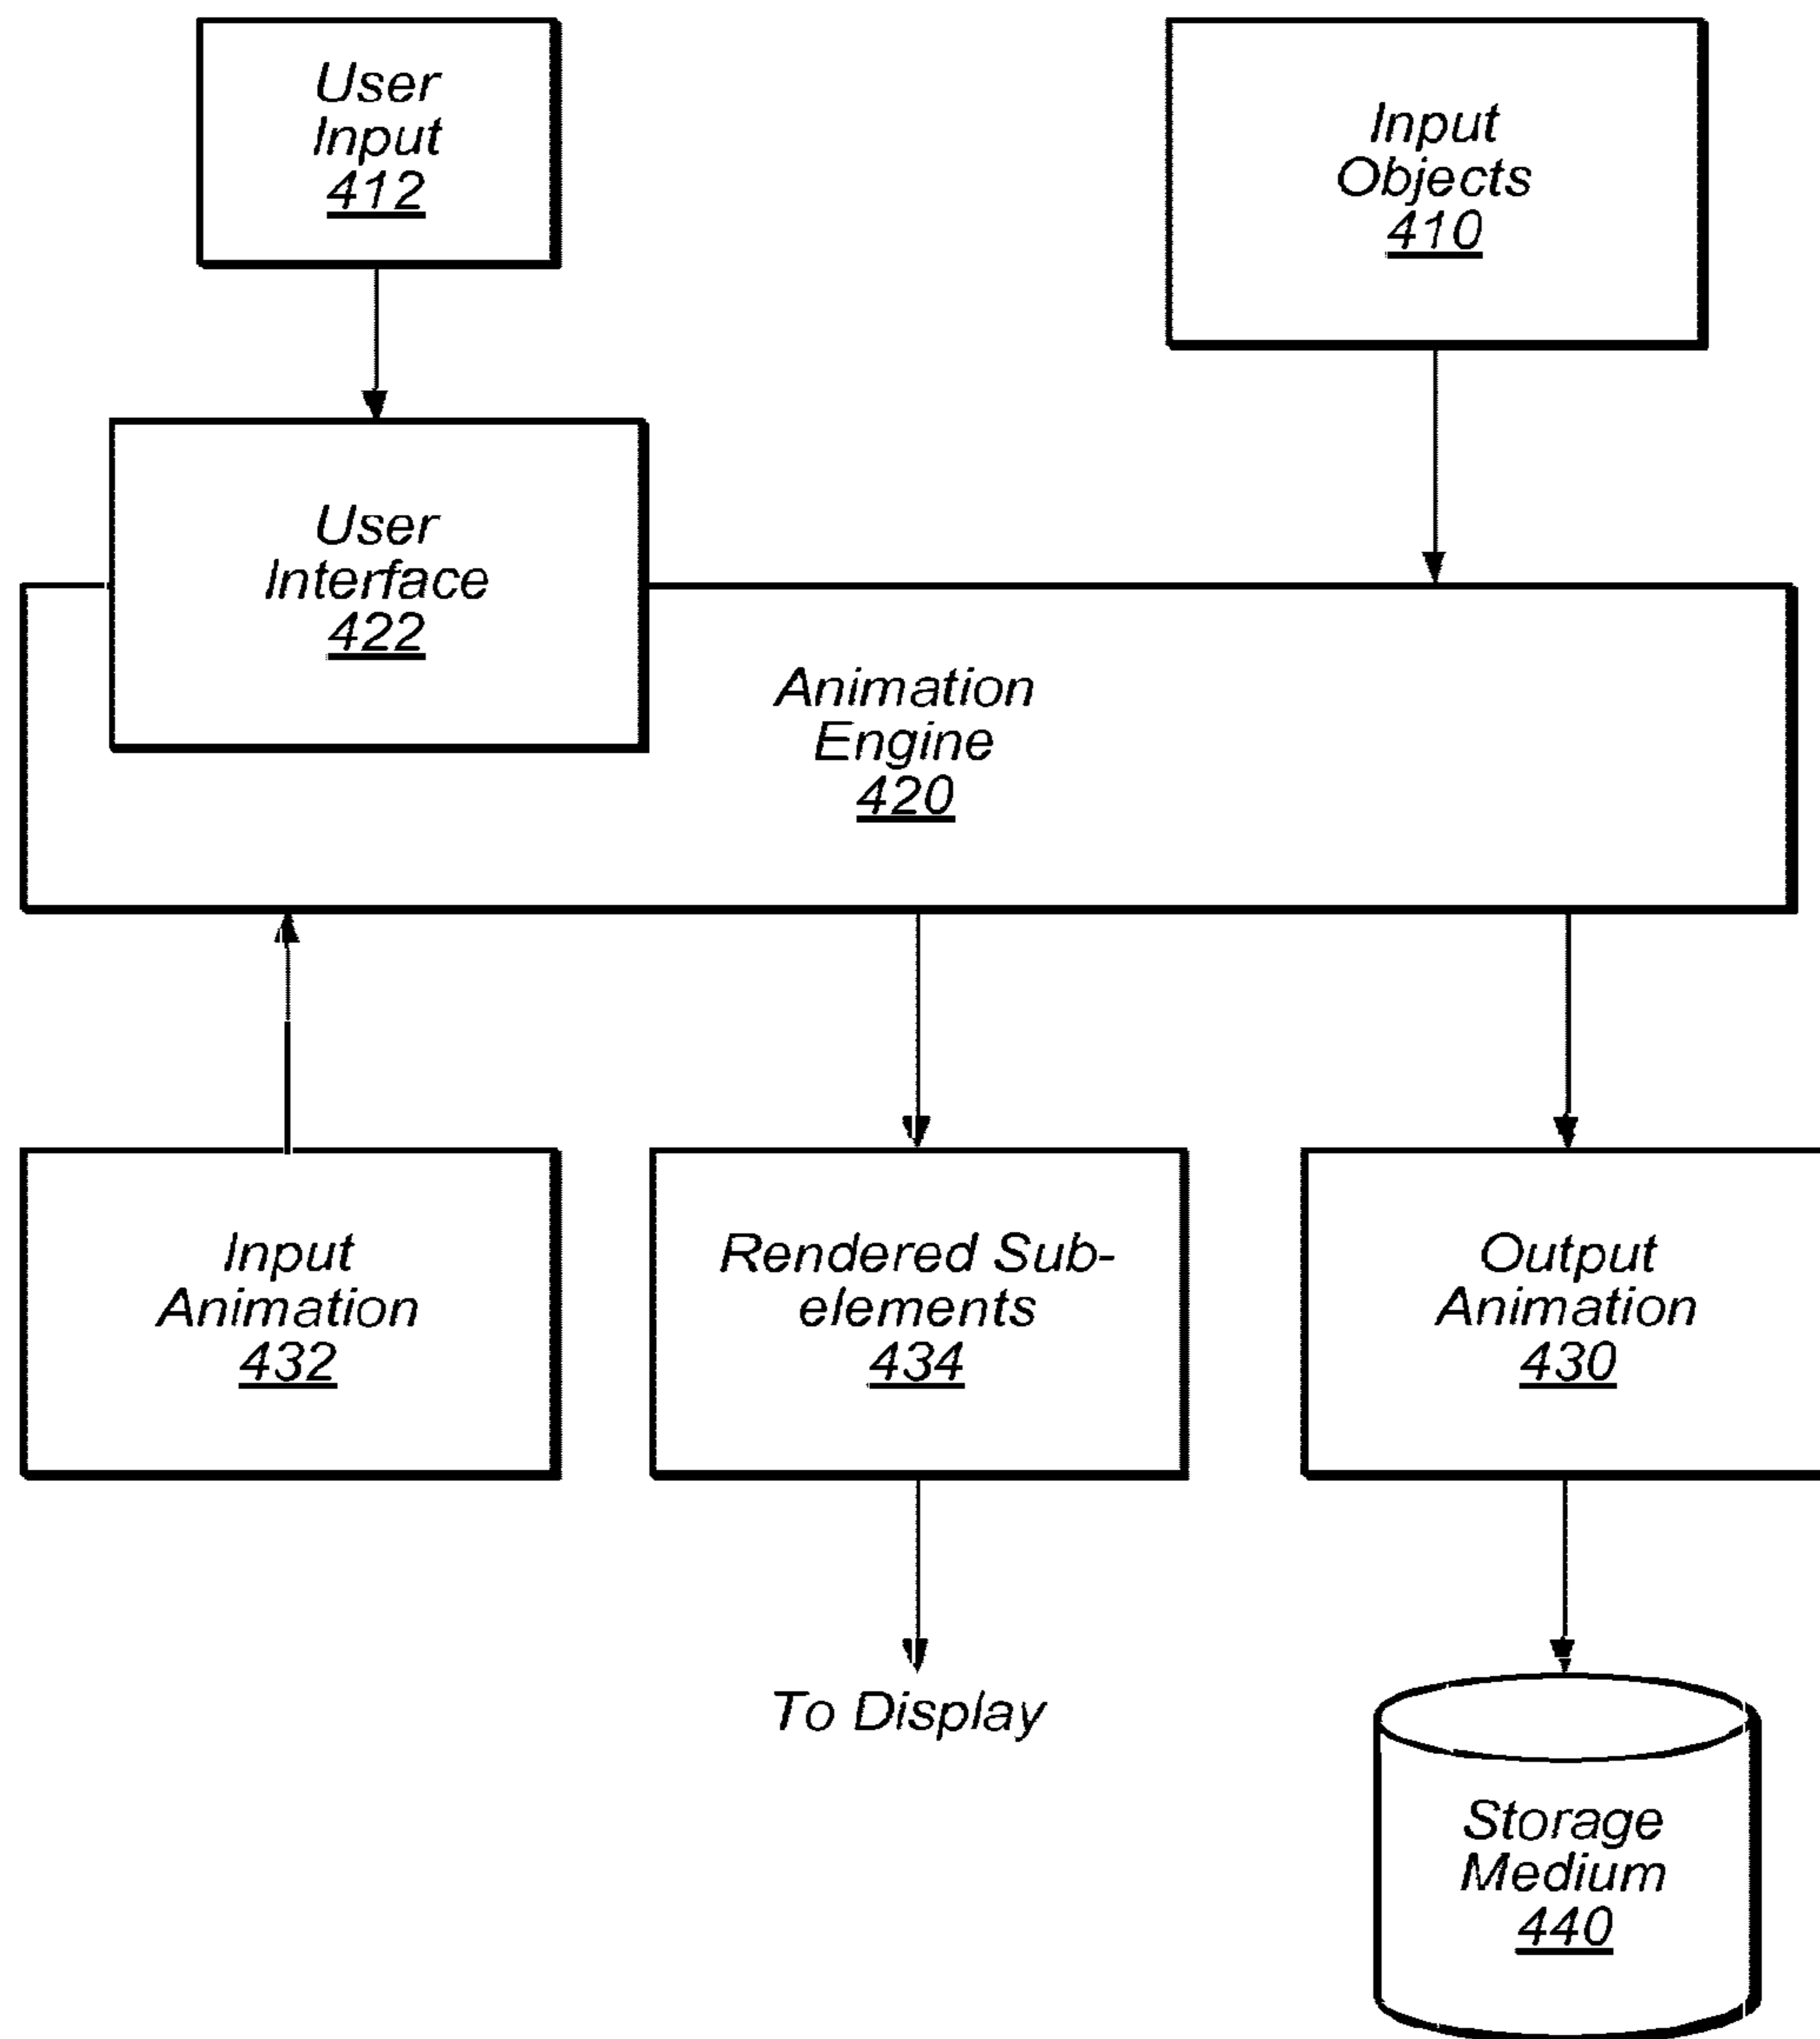 User
Input
412
Input
Objects
410
User
Interface
422
Animation
Engine
420
Input
Animation
432
Rendered Sub-
elements
434
Output
Animation
430
To Display
Storage
Medium
440